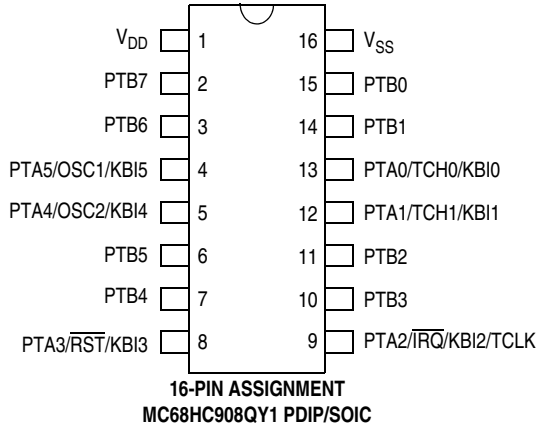 V_DD 1 16 V_SS
PTB7 2 15 PTB0
PTB6 3 14 PTB1
PTA5/OSC1/KBI5 4 13 PTA0/TCH0/KBI0
PTA4/OSC2/KBI4 5 12 PTA1/TCH1/KBI1
PTB5 6 11 PTB2
PTB4 7 10 PTB3
PTA3/R̅S̅T̅/KBI3 8 9 PTA2/I̅R̅Q̅/KBI2/TCLK
16-PIN ASSIGNMENT
MC68HC908QY1 PDIP/SOIC